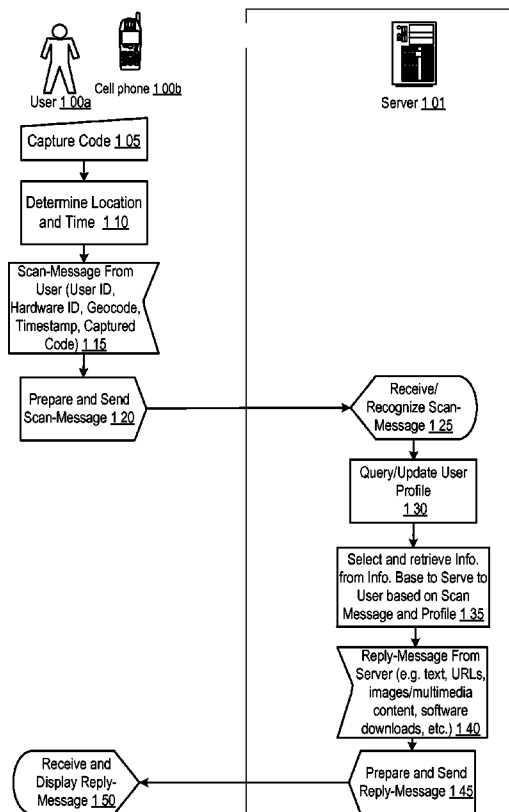 User 1.00a
Cell phone 1.00b
Server 1.01
Capture Code 1.05
Determine Location
and Time 1.10
Scan-Message From
User (User ID,
Hardware ID, Geocode,
Timestamp, Captured
Code) 1.15
Prepare and Send
Scan-Message 1.20
Receive/
Recognize Scan-
Message 1.25
Query/Update User
Profile
1.30
Select and retrieve Info.
from Info. Base to Serve to
User based on Scan
Message and Profile 1.35
Reply-Message From
Server (e.g. text, URLs,
images/multimedia
content, software
downloads, etc.) 1.40
Prepare and Send
Reply-Message 1.45
Receive and
Display Reply-
Message 1.50